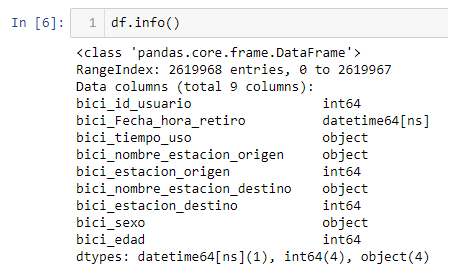 In [6]: 1 df.info()
<class 'pandas.core.frame.DataFrame'>
RangeIndex: 2619968 entries, 0 to 2619967
Data columns (total 9 columns):
bici_id_usuario int64
bici_Fecha_hora_retiro datetime64[ns]
bici_tiempo_uso object
bici_nombre_estacion_origen object
bici_estacion_origen int64
bici_nombre_estacion_destino object
bici_estacion_destino int64
bici_sexo object
bici_edad int64
dtypes: datetime64[ns](1), int64(4), object(4)